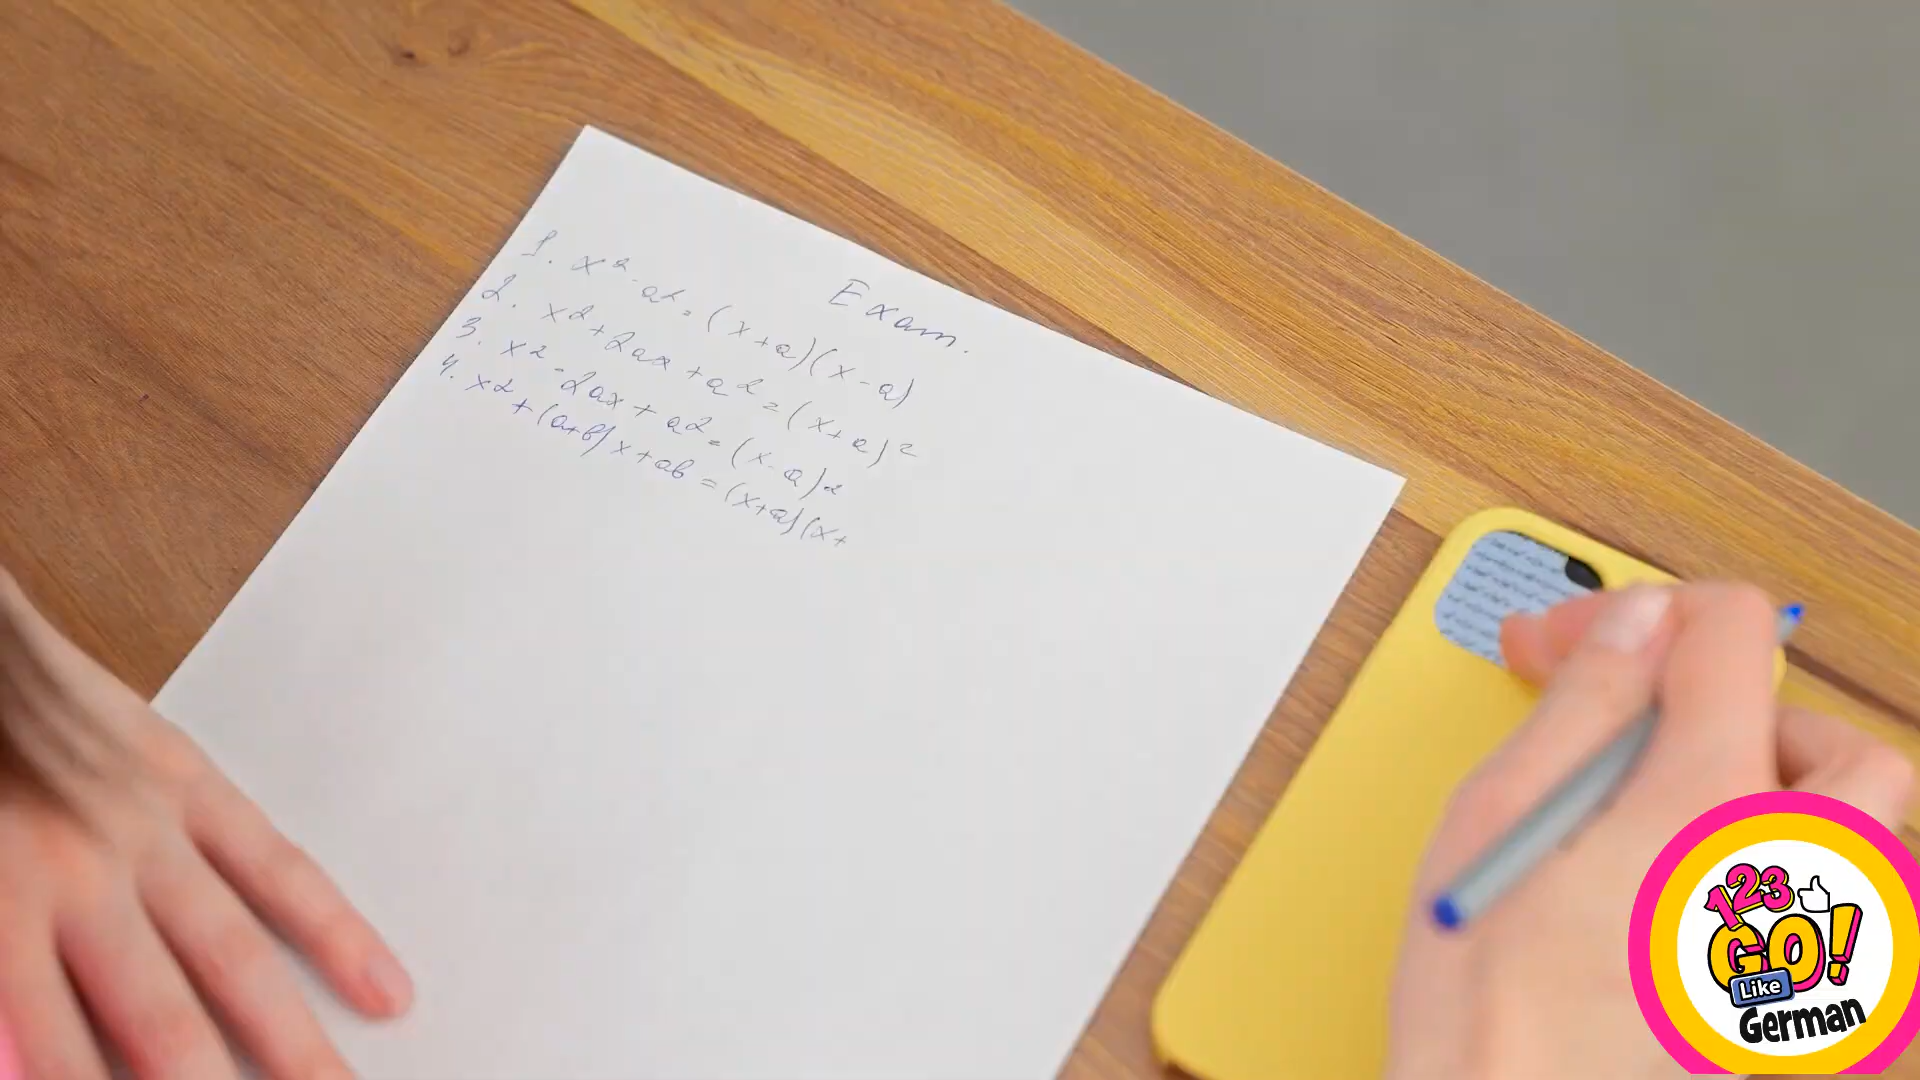 Exam.
1. x2 - a2 = (x+a)(x-a)
2. x2 + 2ax + a2 = (x+a)2
3. x2 - 2ax + a2 = (x-a)2
4. x2 + (a+b)x + ab = (x+a)(x+
123
GO!
Like
German